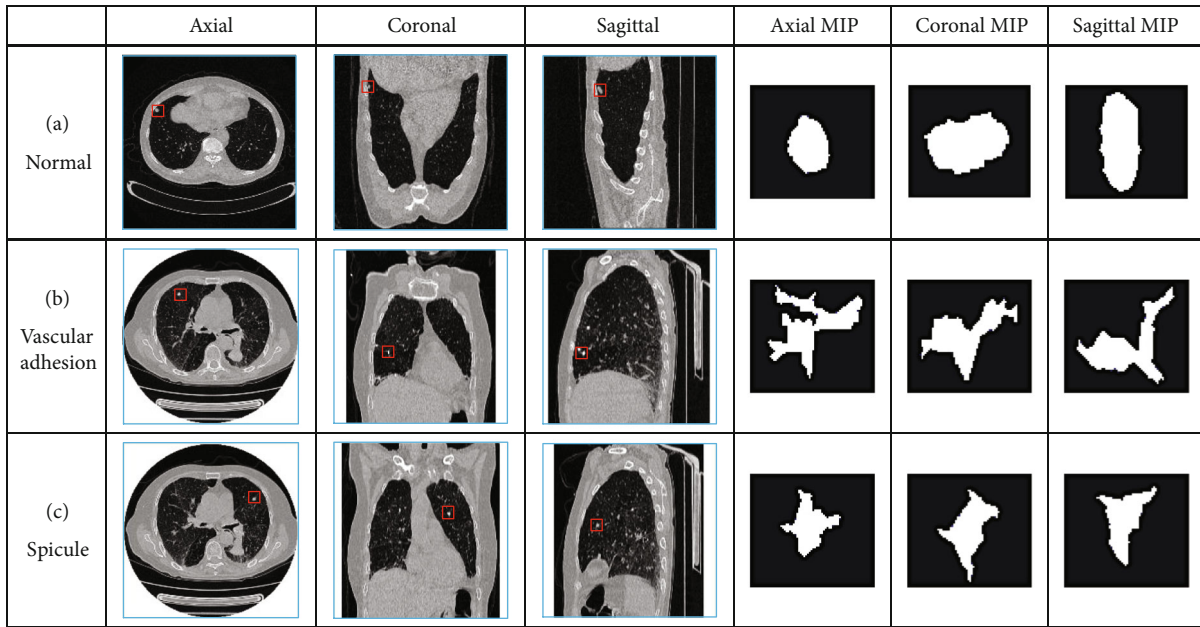 Axial
Coronal
Sagittal
Axial MIP
Coronal MIP
Sagittal MIP
(a)
Normal
(b)
Vascular
adhesion
(c)
Spicule